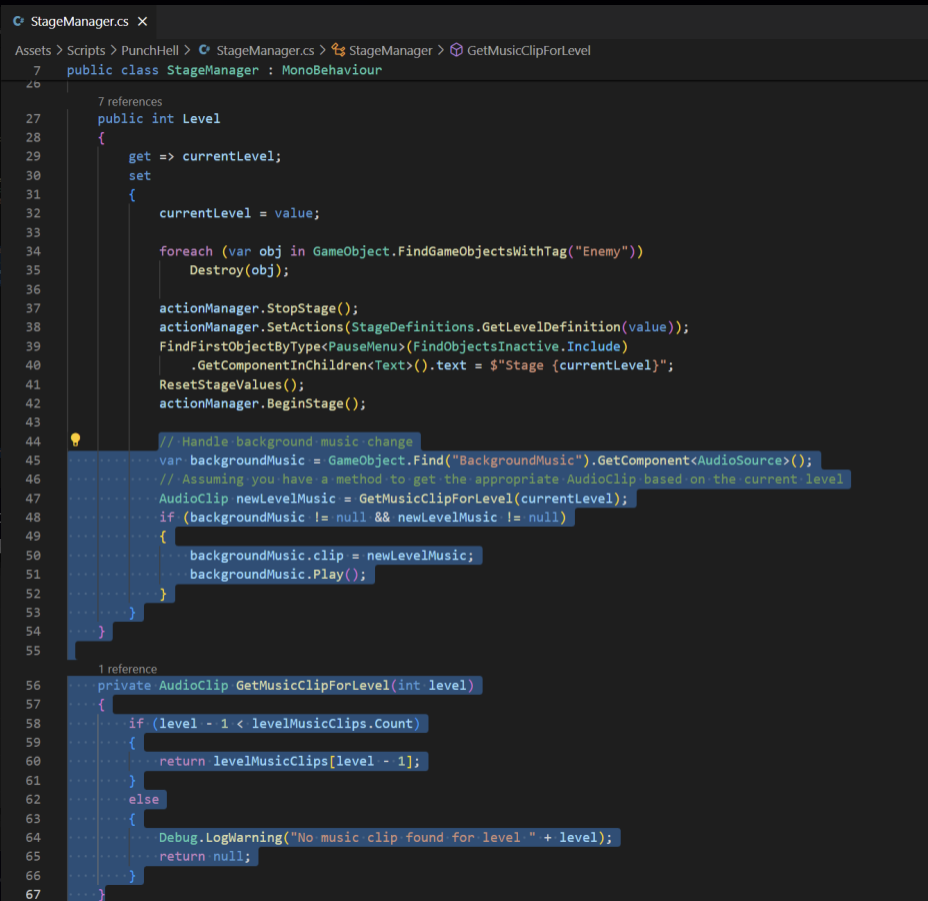 StageManager.cs ×
Assets > Scripts > PunchHell > StageManager.cs > StageManager > GetMusicClipForLevel
7 public class StageManager : MonoBehaviour
26
7 references
27 public int Level
28 {
29 get => currentLevel;
30 set
31 {
32 currentLevel = value;
33
34 foreach (var obj in GameObject.FindGameObjectsWithTag("Enemy"))
35 Destroy(obj);
36
37 actionManager.StopStage();
38 actionManager.SetActions(StageDefinitions.GetLevelDefinition(value));
39 FindFirstObjectByType<PauseMenu>(FindObjectsInactive.Include)
40 .GetComponentInChildren<Text>().text = $"Stage {currentLevel}";
41 ResetStageValues();
42 actionManager.BeginStage();
43
44 // Handle background music change
45 var backgroundMusic = GameObject.Find("BackgroundMusic").GetComponent<AudioSource>();
46 // Assuming you have a method to get the appropriate AudioClip based on the current level
47 AudioClip newLevelMusic = GetMusicClipForLevel(currentLevel);
48 if (backgroundMusic != null && newLevelMusic != null)
49 {
50 backgroundMusic.clip = newLevelMusic;
51 backgroundMusic.Play();
52 }
53 }
54 }
55
1 reference
56 private AudioClip GetMusicClipForLevel(int level)
57 {
58 if (level - 1 < levelMusicClips.Count)
59 {
60 return levelMusicClips[level - 1];
61 }
62 else
63 {
64 Debug.LogWarning("No music clip found for level " + level);
65 return null;
66 }
67 }